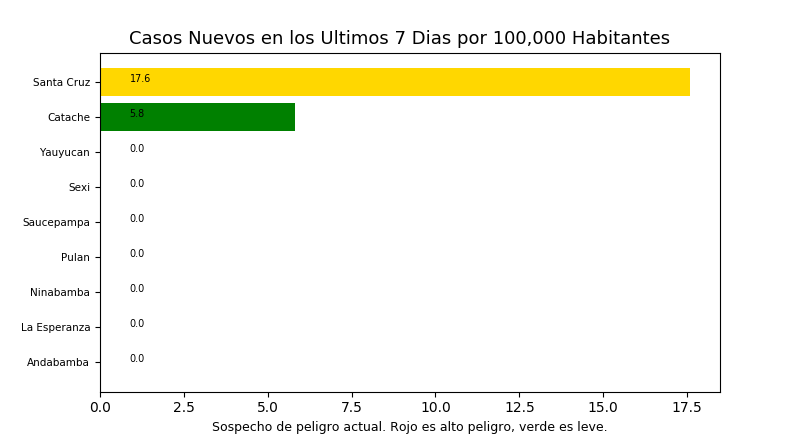 Casos Nuevos en los Ultimos 7 Dias por 100,000 Habitantes
Santa Cruz 17.6
Catache 5.8
Yauyucan 0.0
Sexi 0.0
Saucepampa 0.0
Pulan 0.0
Ninabamba 0.0
La Esperanza 0.0
Andabamba 0.0
0.0 2.5 5.0 7.5 10.0 12.5 15.0 17.5
Sospecho de peligro actual. Rojo es alto peligro, verde es leve.